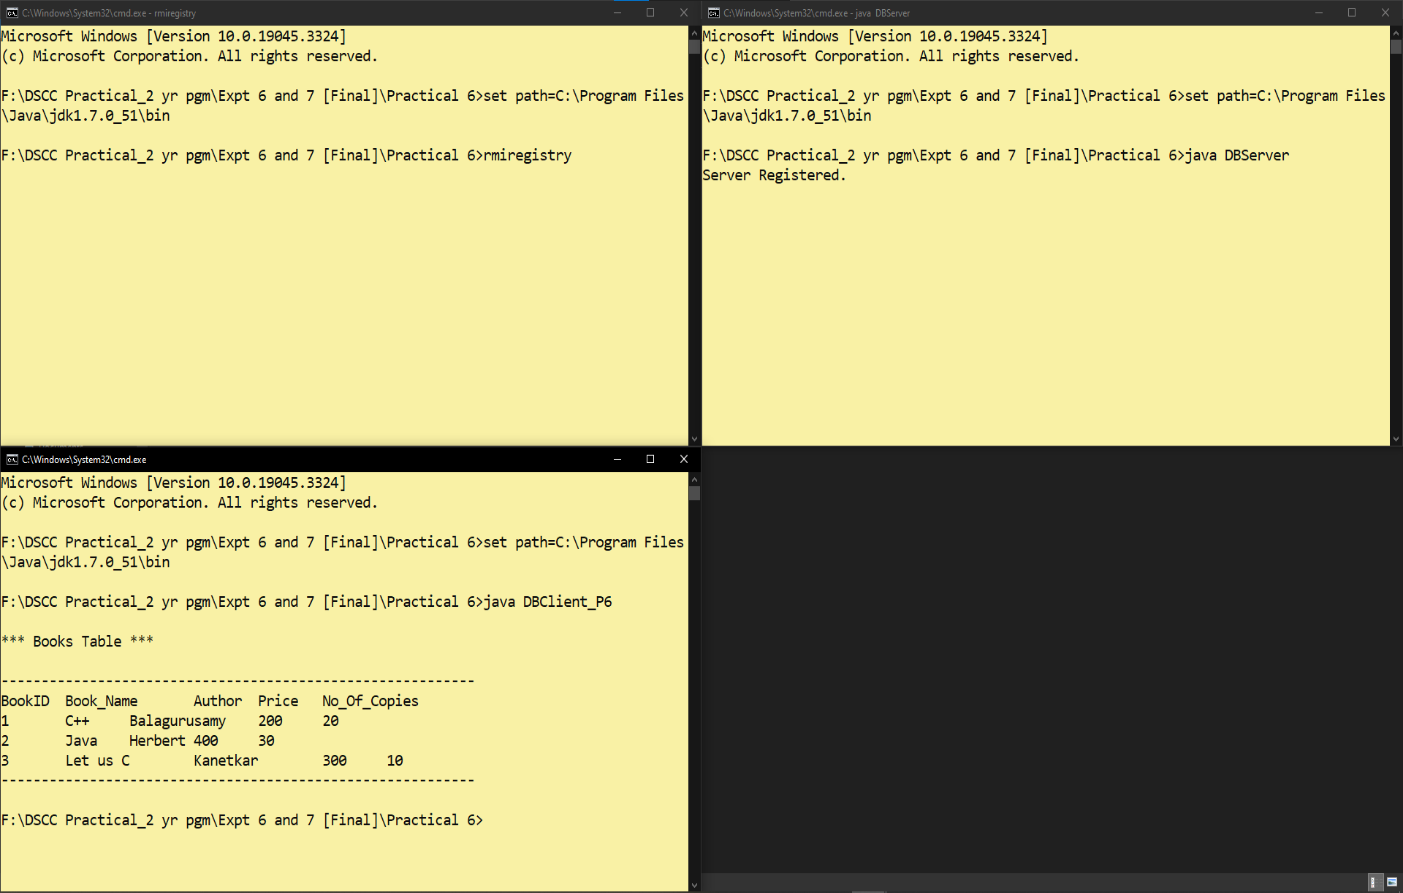 C:\Windows\System32\cmd.exe - rmiregistry
Microsoft Windows [Version 10.0.19045.3324]
(c) Microsoft Corporation. All rights reserved.
F:\DSCC Practical_2 yr pgm\Expt 6 and 7 [Final]\Practical 6>set path=C:\Program Files
\Java\jdk1.7.0_51\bin
F:\DSCC Practical_2 yr pgm\Expt 6 and 7 [Final]\Practical 6>rmiregistry
C:\Windows\System32\cmd.exe - java  DBServer
Microsoft Windows [Version 10.0.19045.3324]
(c) Microsoft Corporation. All rights reserved.
F:\DSCC Practical_2 yr pgm\Expt 6 and 7 [Final]\Practical 6>set path=C:\Program Files
\Java\jdk1.7.0_51\bin
F:\DSCC Practical_2 yr pgm\Expt 6 and 7 [Final]\Practical 6>java DBServer
Server Registered.
C:\Windows\System32\cmd.exe
Microsoft Windows [Version 10.0.19045.3324]
(c) Microsoft Corporation. All rights reserved.
F:\DSCC Practical_2 yr pgm\Expt 6 and 7 [Final]\Practical 6>set path=C:\Program Files
\Java\jdk1.7.0_51\bin
F:\DSCC Practical_2 yr pgm\Expt 6 and 7 [Final]\Practical 6>java DBClient_P6
*** Books Table ***
-----------------------------------------------------------
BookID  Book_Name       Author  Price   No_Of_Copies
1       C++     Balagurusamy    200     20
2       Java    Herbert 400     30
3       Let us C        Kanetkar        300     10
-----------------------------------------------------------
F:\DSCC Practical_2 yr pgm\Expt 6 and 7 [Final]\Practical 6>